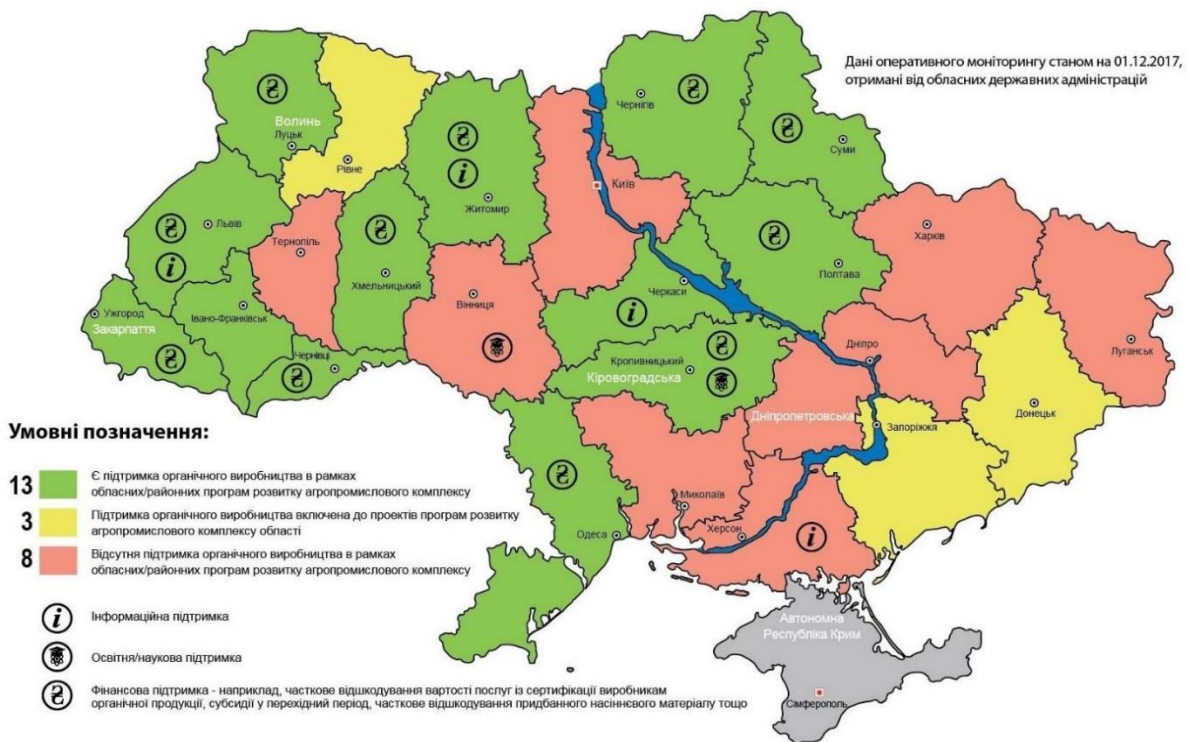 Дані оперативного моніторингу станом на 01.12.2017,
отримані від обласних державних адміністрацій
Чернігів
Волинь
Луцьк
Рівне
Суми
Житомир
Київ
Львів
Тернопіль
Хмельницький
Полтава
Харків
Вінниця
Черкаси
Ужгород
Закарпаття
Івано-Франківськ
Чернівці
Кропивницький
Кіровоградська
Дніпро
Луганськ
Дніпропетровська
Запоріжжя
Донецьк
Миколаїв
Херсон
Одеса
Автономна
Республіка Крим
Сімферополь
Умовні позначення:
13 Є підтримка органічного виробництва в рамках
обласних/районних програм розвитку агропромислового комплексу
3 Підтримка органічного виробництва включена до проектів програм розвитку
агропромислового комплексу області
8 Відсутня підтримка органічного виробництва в рамках
обласних/районних програм розвитку агропромислового комплексу
i Інформаційна підтримка
Освітня/наукова підтримка
₴ Фінансова підтримка - наприклад, часткове відшкодування вартості послуг із сертифікації виробникам
органічної продукції, субсидії у перехідний період, часткове відшкодування придбанного насіннєвого матеріалу тощо